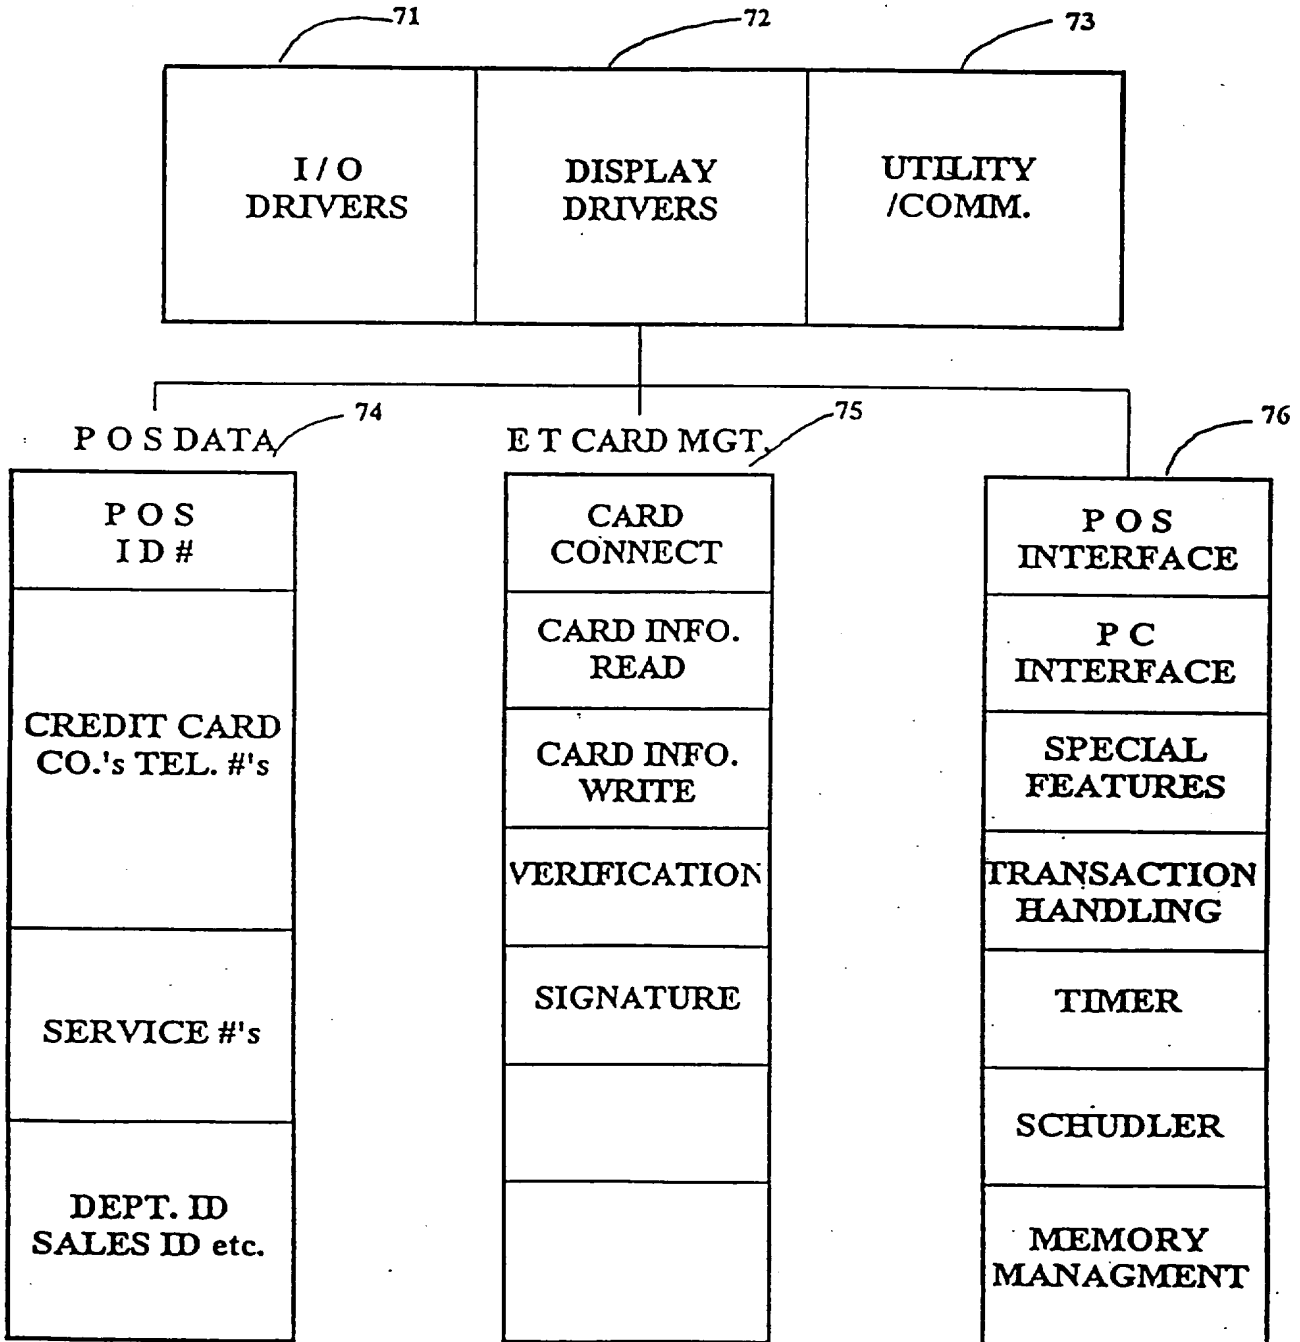 71
72
73
I / O
DRIVERS
DISPLAY
DRIVERS
UTILITY
/COMM.
74
75
76
P O S DATA
E T CARD MGT.
P O S
I D #
CREDIT CARD
CO.'s TEL. #'s
SERVICE #'s
DEPT. ID
SALES ID etc.
CARD
CONNECT
CARD INFO.
READ
CARD INFO.
WRITE
VERIFICATION
SIGNATURE
P O S
INTERFACE
P C
INTERFACE
SPECIAL
FEATURES
TRANSACTION
HANDLING
TIMER
SCHUDLER
MEMORY
MANAGMENT